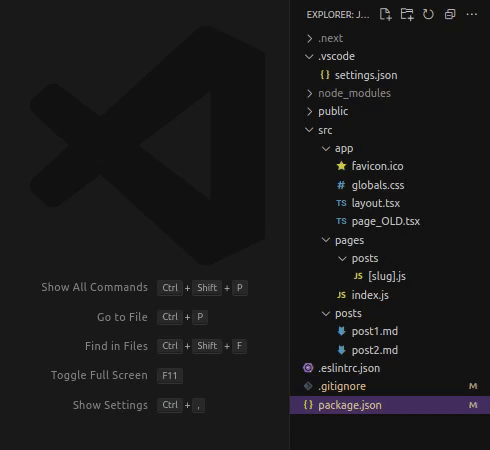 EXPLORER: J...
.next
.vscode
{} settings.json
node_modules
public
src
app
favicon.ico
# globals.css
TS layout.tsx
TS page_OLD.tsx
pages
posts
JS [slug].js
JS index.js
posts
post1.md
post2.md
.eslintrc.json
.gitignore M
{} package.json M
Show All Commands Ctrl + Shift + P
Go to File Ctrl + P
Find in Files Ctrl + Shift + F
Toggle Full Screen F11
Show Settings Ctrl + ,